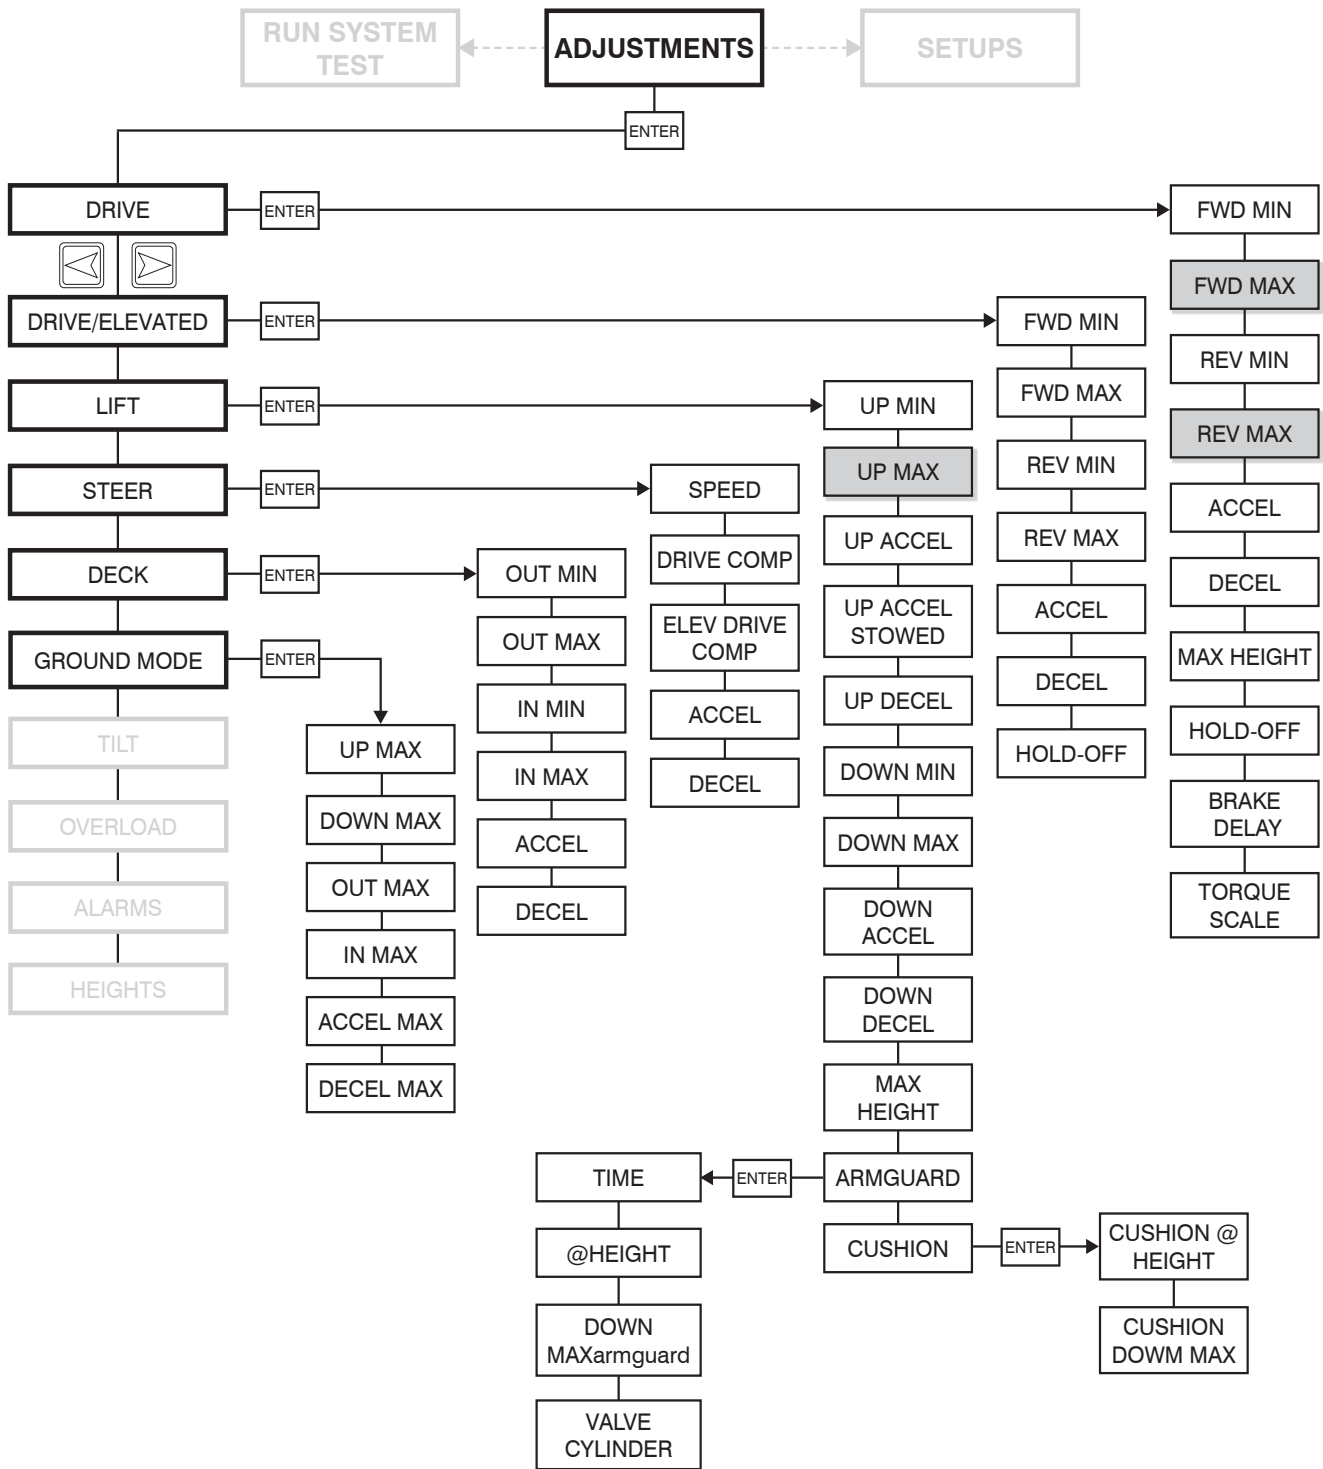 RUN SYSTEM
TEST
ADJUSTMENTS
SETUPS
ENTER
DRIVE
ENTER
FWD MIN
FWD MAX
REV MIN
REV MAX
ACCEL
DECEL
MAX HEIGHT
HOLD-OFF
BRAKE
DELAY
TORQUE
SCALE
DRIVE/ELEVATED
ENTER
FWD MIN
FWD MAX
REV MIN
REV MAX
ACCEL
DECEL
HOLD-OFF
LIFT
ENTER
UP MIN
UP MAX
UP ACCEL
UP ACCEL
STOWED
UP DECEL
DOWN MIN
DOWN MAX
DOWN
ACCEL
DOWN
DECEL
MAX
HEIGHT
ARMGUARD
ENTER
TIME
@HEIGHT
DOWN
MAXarmguard
VALVE
CYLINDER
CUSHION
ENTER
CUSHION @
HEIGHT
CUSHION
DOWM MAX
STEER
ENTER
SPEED
DRIVE COMP
ELEV DRIVE
COMP
ACCEL
DECEL
DECK
ENTER
OUT MIN
OUT MAX
IN MIN
IN MAX
ACCEL
DECEL
GROUND MODE
ENTER
UP MAX
DOWN MAX
OUT MAX
IN MAX
ACCEL MAX
DECEL MAX
TILT
OVERLOAD
ALARMS
HEIGHTS